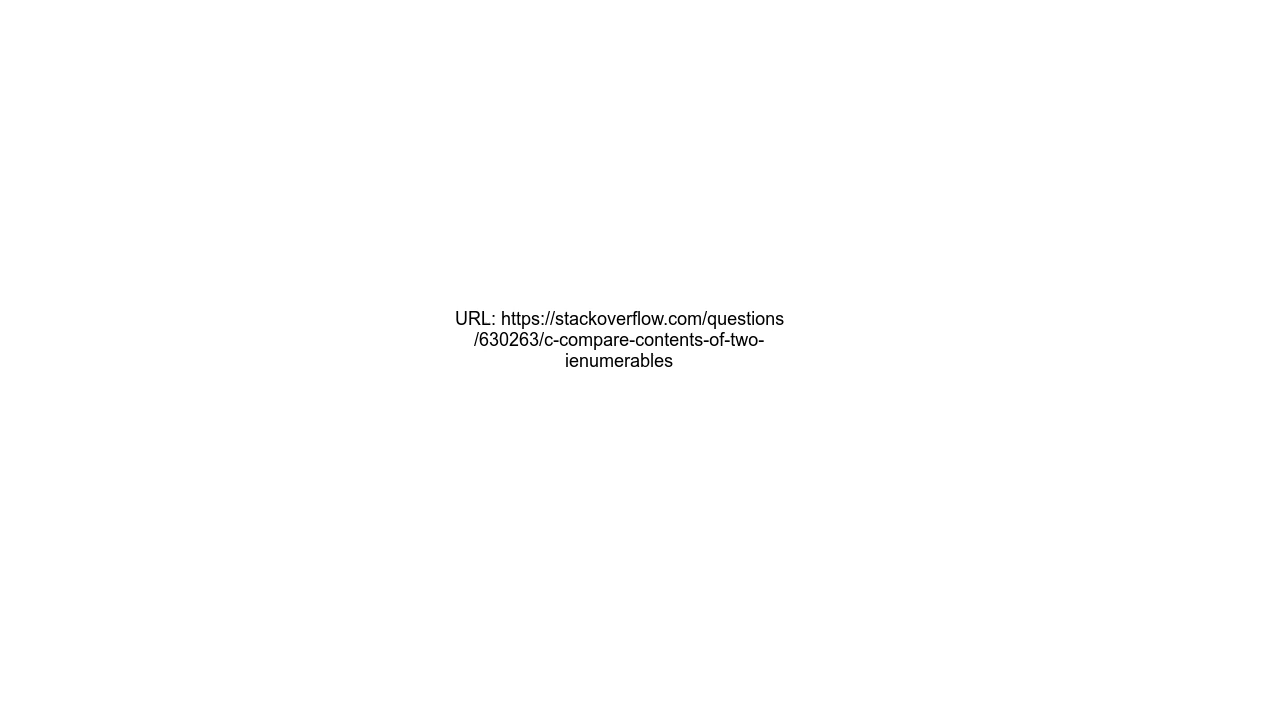 URL: https://stackoverflow.com/questions
/630263/c-compare-contents-of-two-
ienumerables